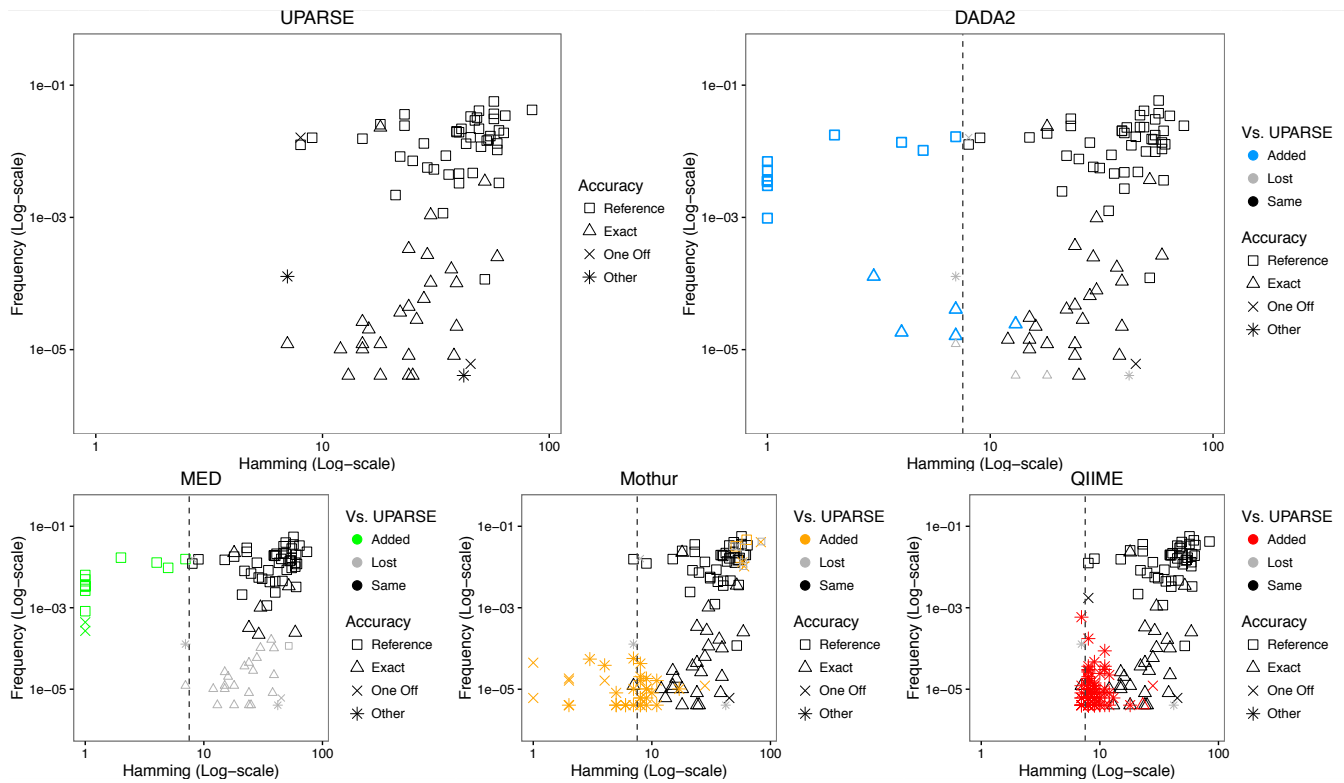 UPARSE
Frequency (Log−scale)
1e−01
1e−03
1e−05
1
10
100
Hamming (Log−scale)
Accuracy
Reference
Exact
One Off
Other
DADA2
Frequency (Log−scale)
1e−01
1e−03
1e−05
1
10
100
Hamming (Log−scale)
Vs. UPARSE
Added
Lost
Same
Accuracy
Reference
Exact
One Off
Other
MED
Frequency (Log−scale)
1e−01
1e−03
1e−05
1
10
100
Hamming (Log−scale)
Vs. UPARSE
Added
Lost
Same
Accuracy
Reference
Exact
One Off
Other
Mothur
Frequency (Log−scale)
1e−01
1e−03
1e−05
1
10
100
Hamming (Log−scale)
Vs. UPARSE
Added
Lost
Same
Accuracy
Reference
Exact
One Off
Other
QIIME
Frequency (Log−scale)
1e−01
1e−03
1e−05
1
10
100
Hamming (Log−scale)
Vs. UPARSE
Added
Lost
Same
Accuracy
Reference
Exact
One Off
Other